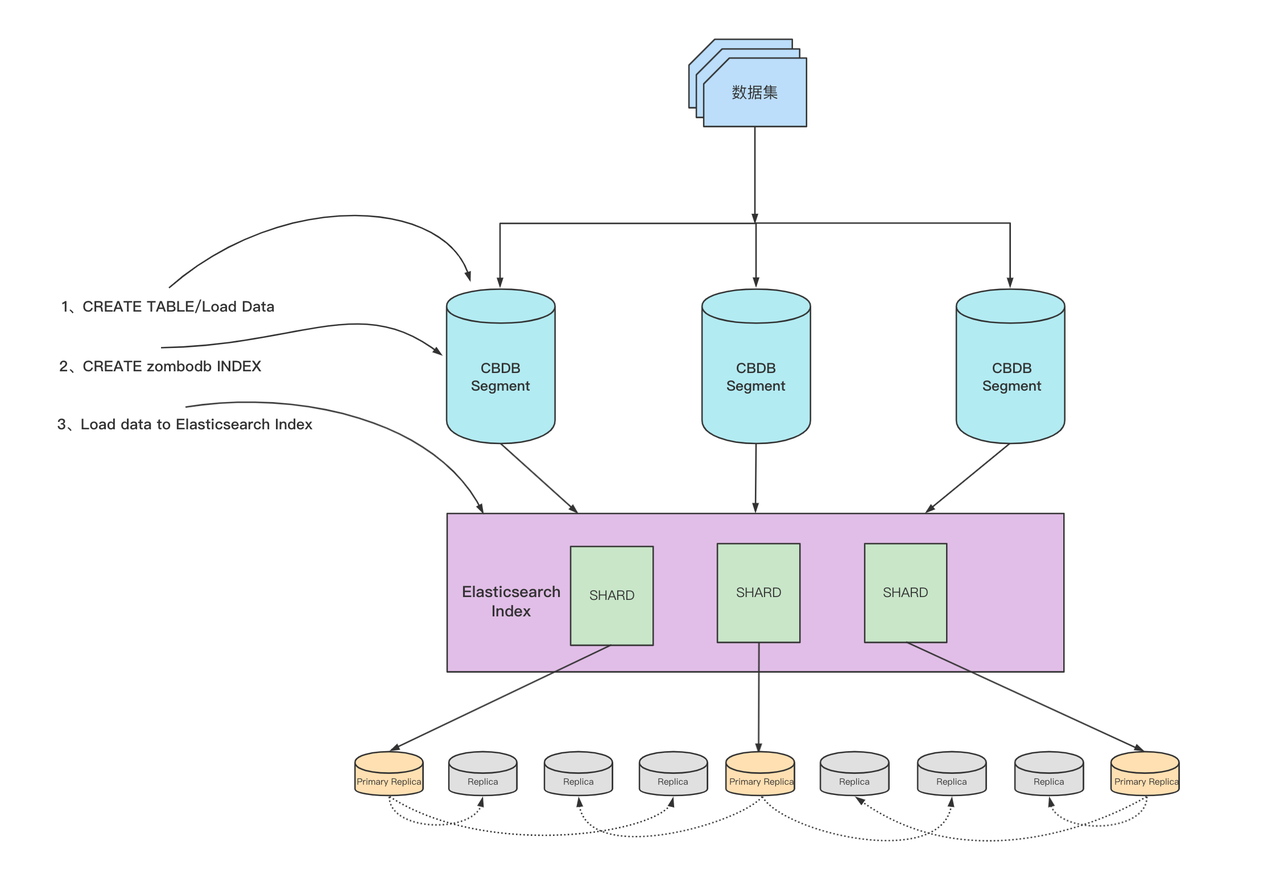 数据集
1、CREATE TABLE/Load Data
2、CREATE zombodb INDEX
3、Load data to Elasticsearch Index
CBDB
Segment
CBDB
Segment
CBDB
Segment
Elasticsearch
Index
SHARD
SHARD
SHARD
Primary Replica
Replica
Replica
Replica
Primary Replica
Replica
Replica
Replica
Primary Replica